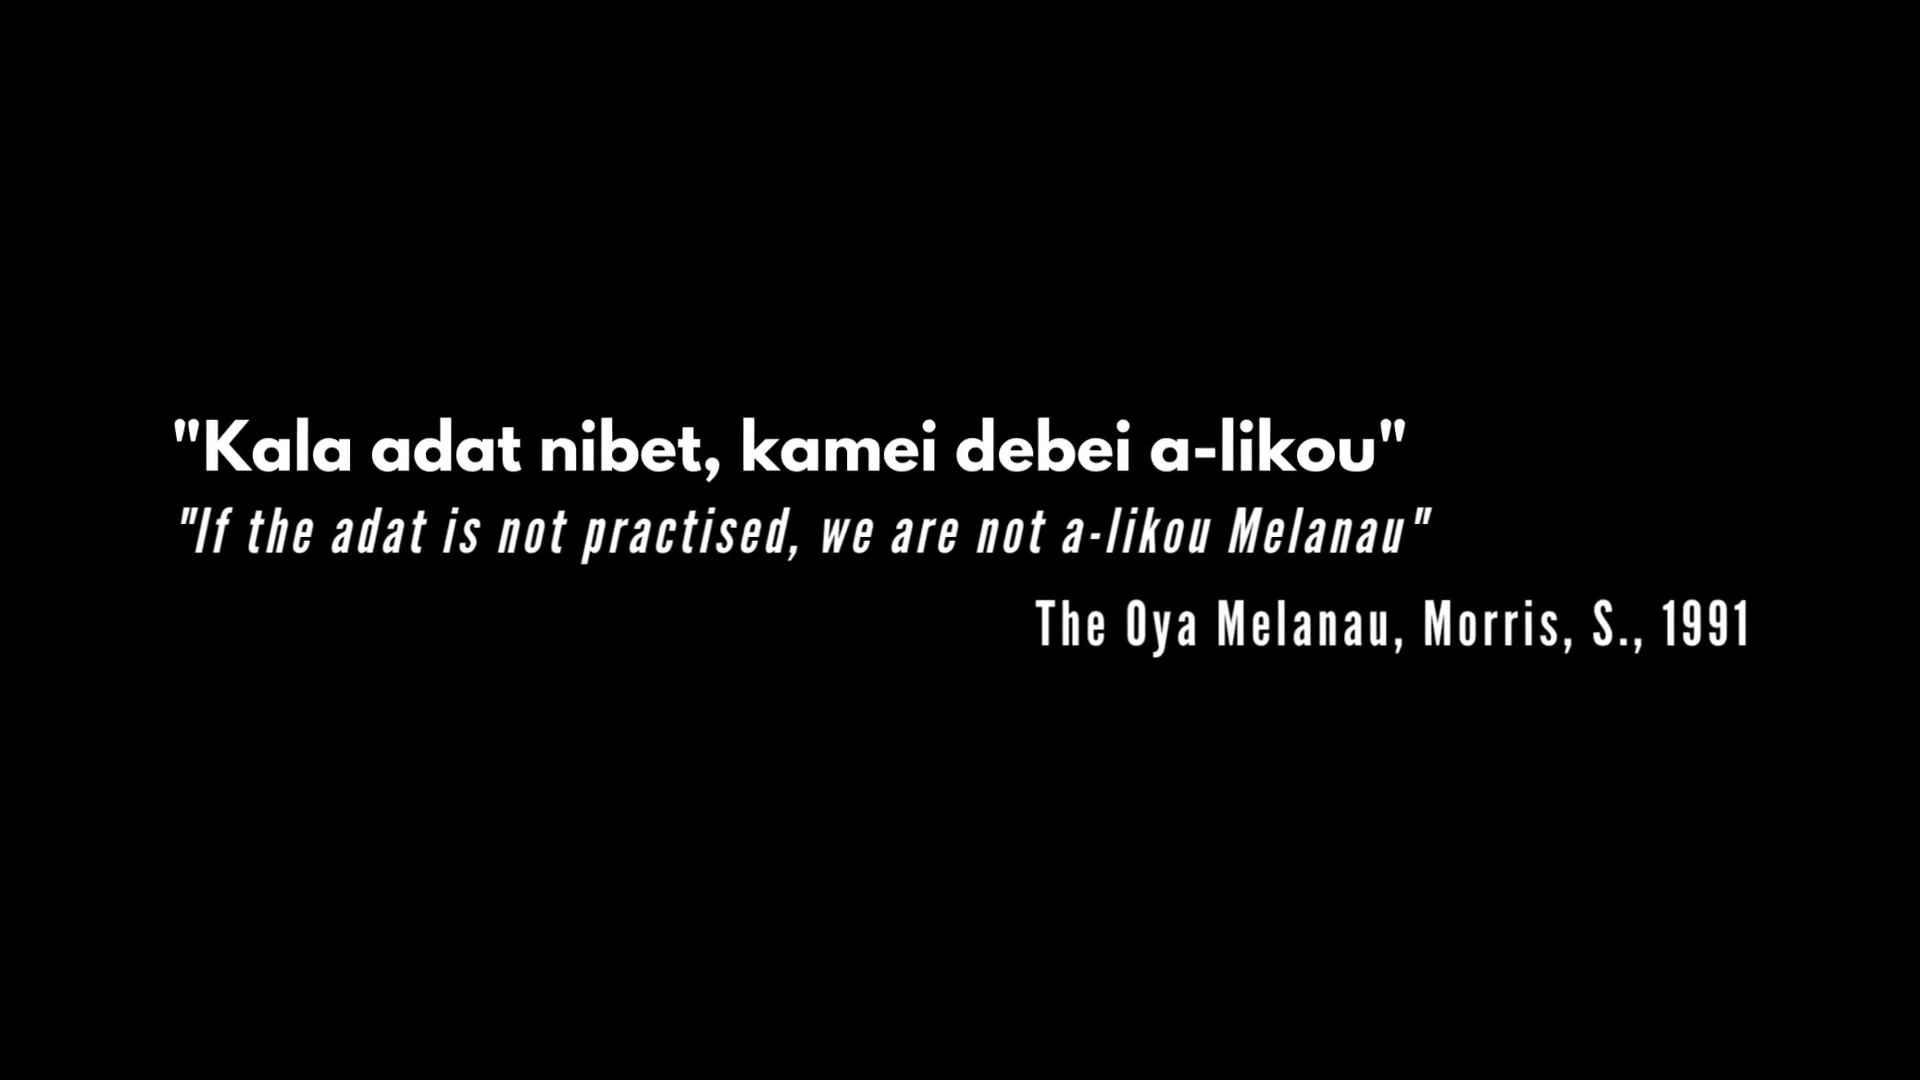 "Kala adat nibet, kamei debei a-likou"
"If the adat is not practised, we are not a-likou Melanau"
The Oya Melanau, Morris, S., 1991